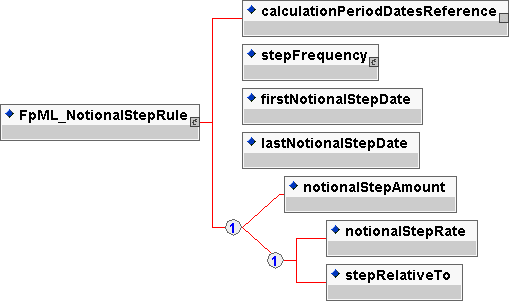 calculationPeriodDatesReference
stepFrequency
e
firstNotionalStepDate
FpML_NotionalStepRule
e
lastNotionalStepDate
notionalStepAmount
1
notionalStepRate
1
stepRelativeTo